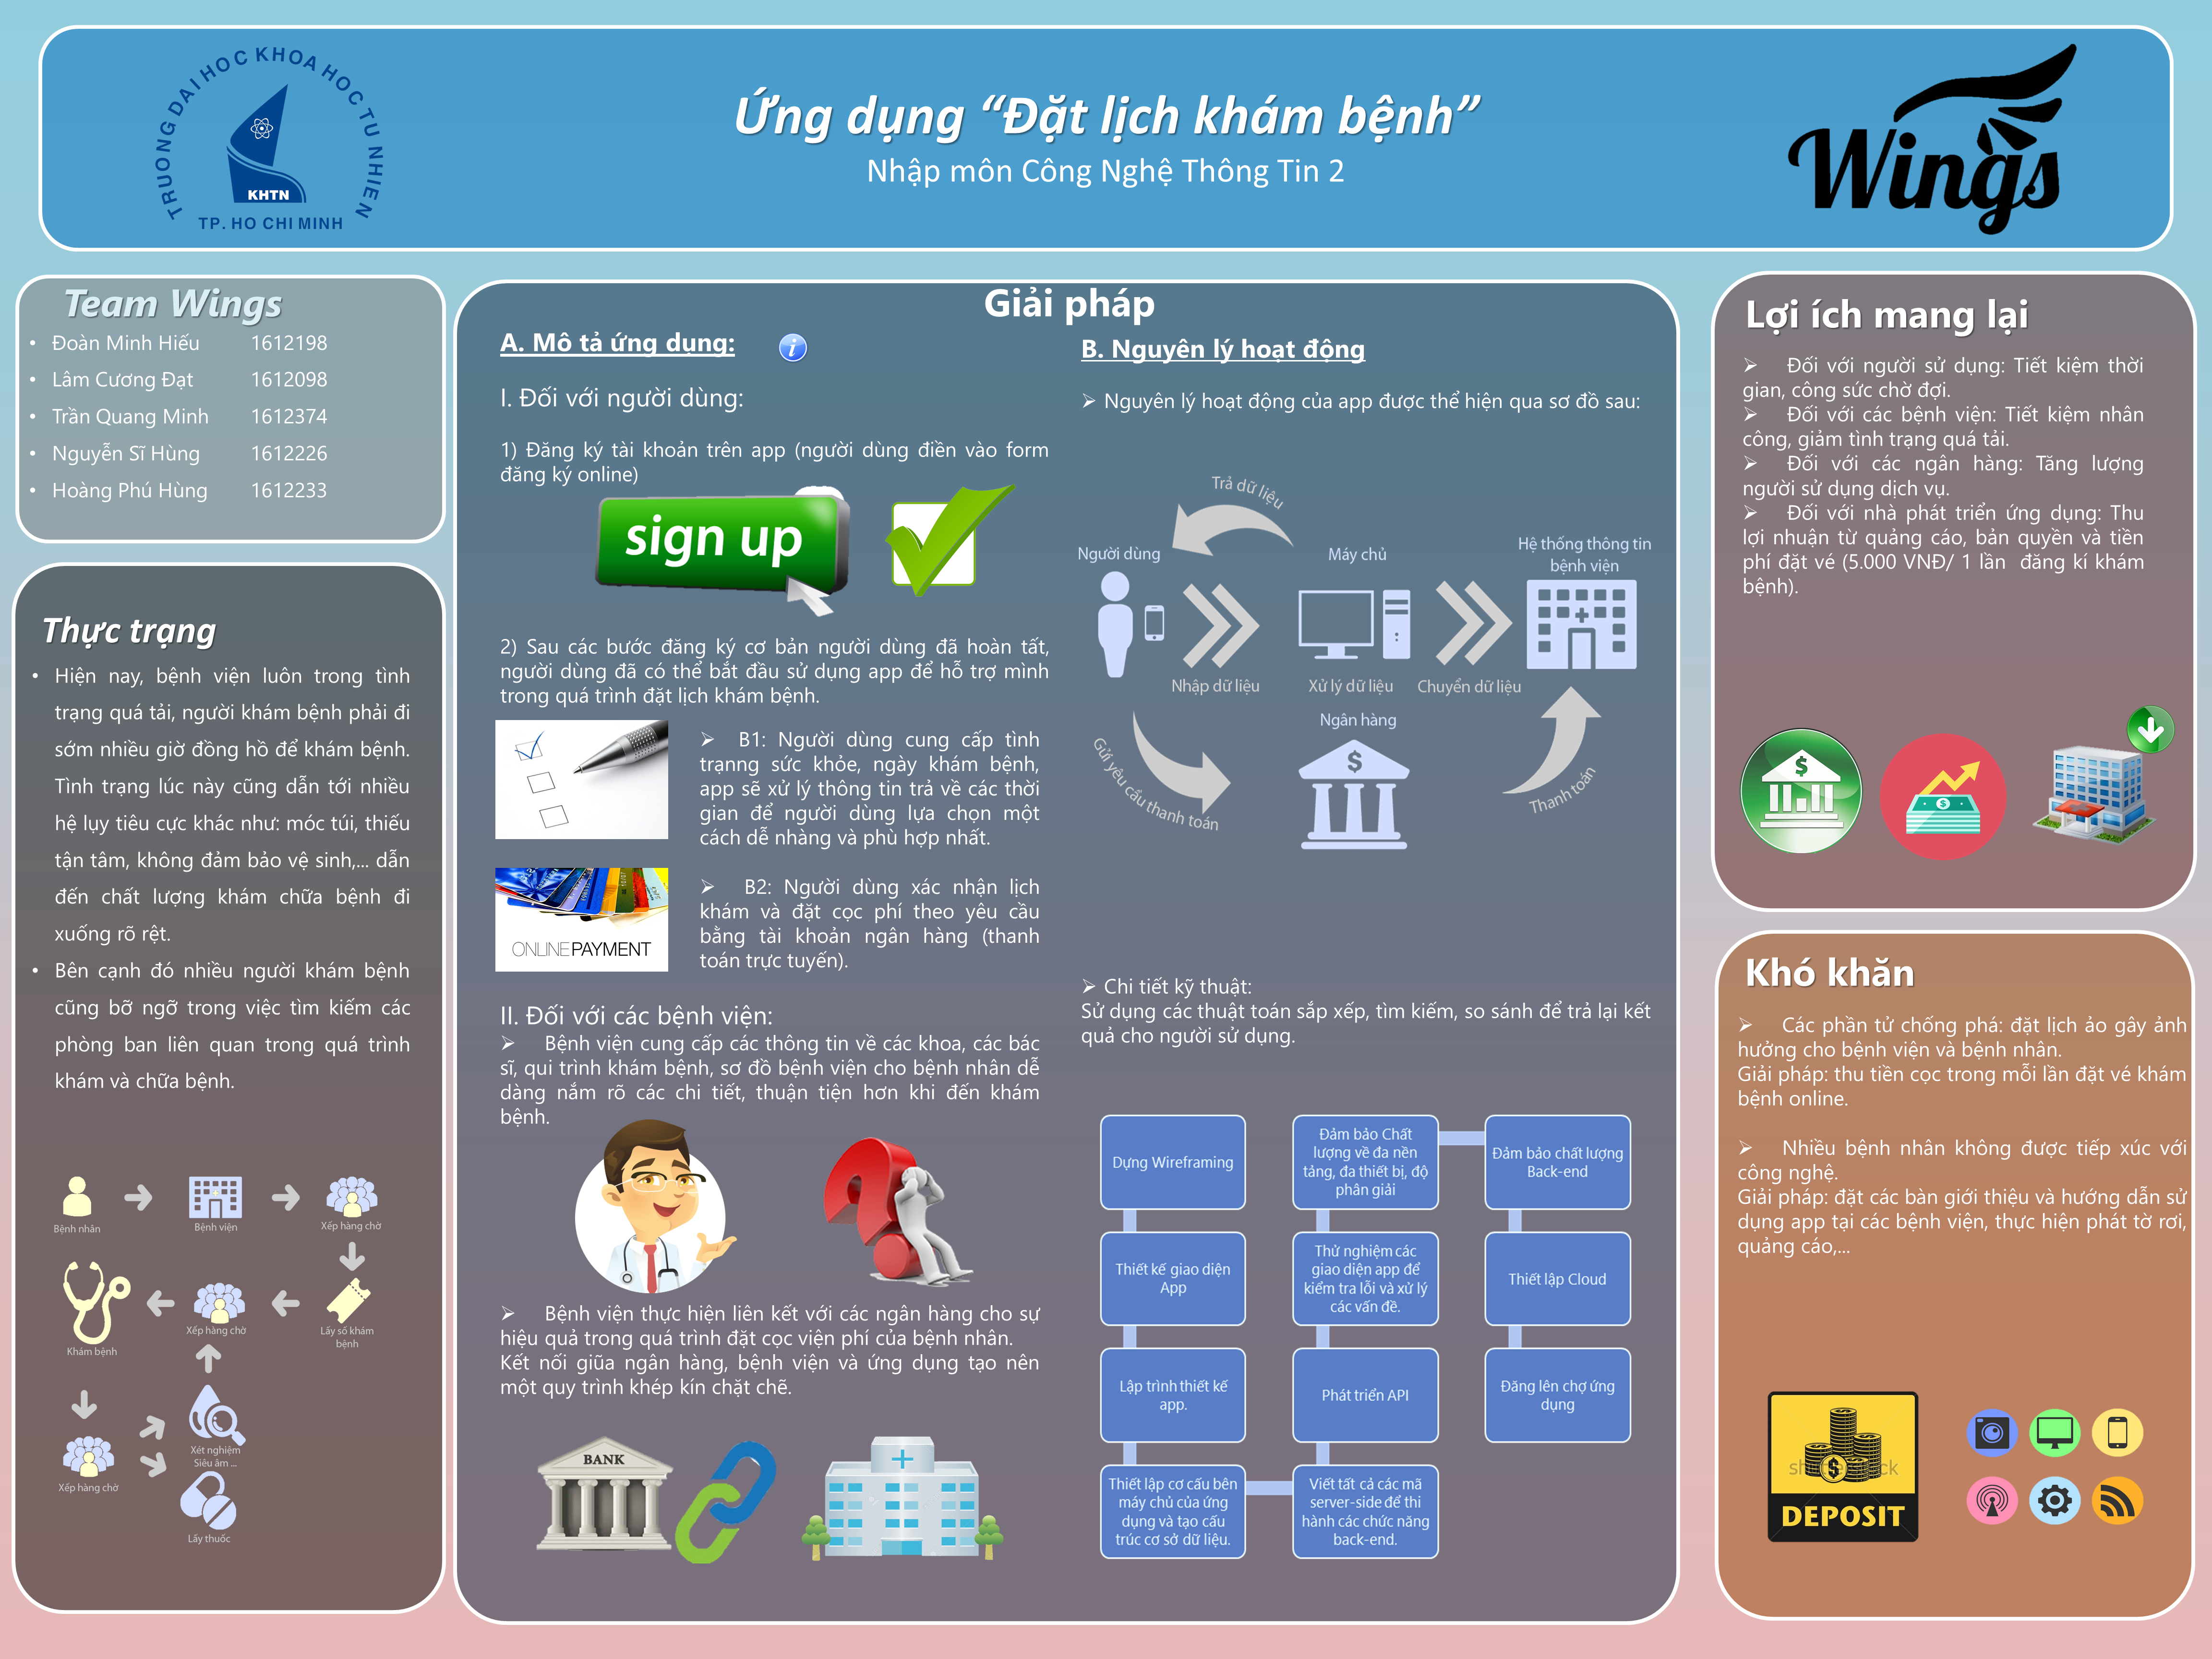 TRUONG DAI HOC KHOA HOC TU NHIEN
KHTN
TP. HO CHI MINH
Ứng dụng “Đặt lịch khám bệnh”
Nhập môn Công Nghệ Thông Tin 2
Wings
Team Wings
• Đoàn Minh Hiếu 1612198
• Lâm Cương Đạt 1612098
• Trần Quang Minh 1612374
• Nguyễn Sĩ Hùng 1612226
• Hoàng Phú Hùng 1612233
Thực trạng
• Hiện nay, bệnh viện luôn trong tình
trạng quá tải, người khám bệnh phải đi
sớm nhiều giờ đồng hồ để khám bệnh.
Tình trạng lúc này cũng dẫn tới nhiều
hệ lụy tiêu cực khác như: móc túi, thiếu
tận tâm, không đảm bảo vệ sinh,... dẫn
đến chất lượng khám chữa bệnh đi
xuống rõ rệt.
• Bên cạnh đó nhiều người khám bệnh
cũng bỡ ngỡ trong việc tìm kiếm các
phòng ban liên quan trong quá trình
khám và chữa bệnh.
Bệnh nhân
Bệnh viện
Xếp hàng chờ
Khám bệnh
Xếp hàng chờ
Lấy số khám
bệnh
Xếp hàng chờ
Xét nghiệm
Siêu âm ...
Lấy thuốc
Giải pháp
A. Mô tả ứng dụng:
i
I. Đối với người dùng:
1) Đăng ký tài khoản trên app (người dùng điền vào form
đăng ký online)
sign up
2) Sau các bước đăng ký cơ bản người dùng đã hoàn tất,
người dùng đã có thể bắt đầu sử dụng app để hỗ trợ mình
trong quá trình đặt lịch khám bệnh.
➢ B1: Người dùng cung cấp tình
trạnng sức khỏe, ngày khám bệnh,
app sẽ xử lý thông tin trả về các thời
gian để người dùng lựa chọn một
cách dễ nhàng và phù hợp nhất.
ONLINEPAYMENT
➢ B2: Người dùng xác nhận lịch
khám và đặt cọc phí theo yêu cầu
bằng tài khoản ngân hàng (thanh
toán trực tuyến).
II. Đối với các bệnh viện:
➢ Bệnh viện cung cấp các thông tin về các khoa, các bác
sĩ, qui trình khám bệnh, sơ đồ bệnh viện cho bệnh nhân dễ
dàng nắm rõ các chi tiết, thuận tiện hơn khi đến khám
bệnh.
➢ Bệnh viện thực hiện liên kết với các ngân hàng cho sự
hiệu quả trong quá trình đặt cọc viện phí của bệnh nhân.
Kết nối giữa ngân hàng, bệnh viện và ứng dụng tạo nên
một quy trình khép kín chặt chẽ.
BANK
B. Nguyên lý hoạt động
➢ Nguyên lý hoạt động của app được thể hiện qua sơ đồ sau:
Trả dữ liệu
Người dùng
Máy chủ
Hệ thống thông tin
bệnh viện
Nhập dữ liệu
Xử lý dữ liệu
Chuyển dữ liệu
Ngân hàng
$
Gửi yêu cầu thanh toán
Thanh toán
➢ Chi tiết kỹ thuật:
Sử dụng các thuật toán sắp xếp, tìm kiếm, so sánh để trả lại kết
quả cho người sử dụng.
Dựng Wireframing
Thiết kế giao diện
App
Lập trình thiết kế
app.
Thiết lập cơ cấu bên
máy chủ của ứng
dụng và tạo cấu
trúc cơ sở dữ liệu.
Đảm bảo Chất
lượng về đa nền
tảng, đa thiết bị, độ
phân giải
Thử nghiệm các
giao diện app để
kiểm tra lỗi và xử lý
các vấn đề.
Phát triển API
Viết tất cả các mã
server-side để thi
hành các chức năng
back-end.
Đảm bảo chất lượng
Back-end
Thiết lập Cloud
Đăng lên chợ ứng
dụng
Lợi ích mang lại
➢ Đối với người sử dụng: Tiết kiệm thời
gian, công sức chờ đợi.
➢ Đối với các bệnh viện: Tiết kiệm nhân
công, giảm tình trạng quá tải.
➢ Đối với các ngân hàng: Tăng lượng
người sử dụng dịch vụ.
➢ Đối với nhà phát triển ứng dụng: Thu
lợi nhuận từ quảng cáo, bản quyền và tiền
phí đặt vé (5.000 VNĐ/ 1 lần đăng kí khám
bệnh).
$
$
Khó khăn
➢ Các phần tử chống phá: đặt lịch ảo gây ảnh
hưởng cho bệnh viện và bệnh nhân.
Giải pháp: thu tiền cọc trong mỗi lần đặt vé khám
bệnh online.
➢ Nhiều bệnh nhân không được tiếp xúc với
công nghệ.
Giải pháp: đặt các bàn giới thiệu và hướng dẫn sử
dụng app tại các bệnh viện, thực hiện phát tờ rơi,
quảng cáo,...
$
DEPOSIT